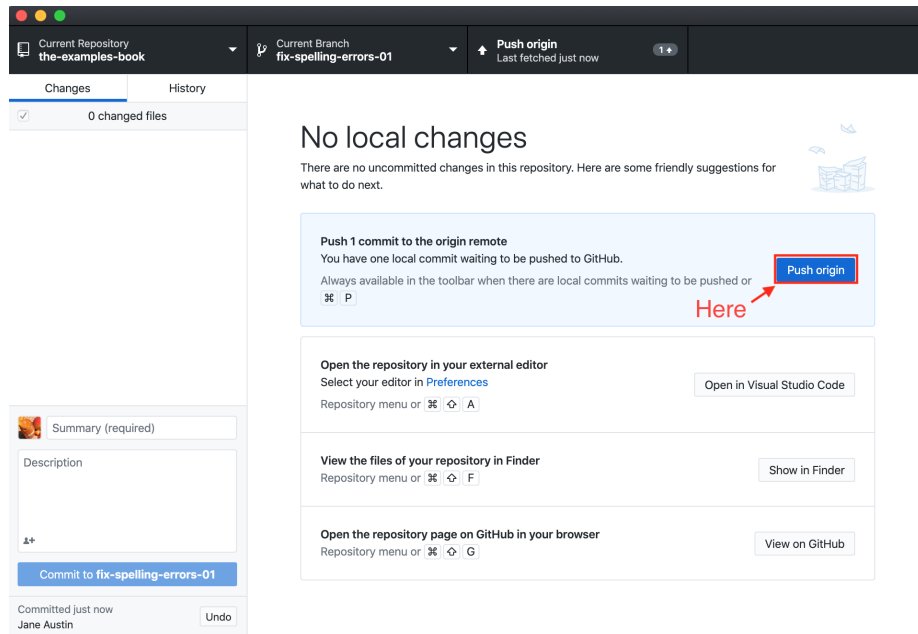 Current Repository
the-examples-book
Current Branch
fix-spelling-errors-01
Push origin
Last fetched just now
1
Changes
History
0 changed files
No local changes
There are no uncommitted changes in this repository. Here are some friendly suggestions for
what to do next.
Push 1 commit to the origin remote
You have one local commit waiting to be pushed to GitHub.
Always available in the toolbar when there are local commits waiting to be pushed or
⌘ P
Push origin
Here
Open the repository in your external editor
Select your editor in Preferences
Repository menu or ⌘ ⇧ A
Open in Visual Studio Code
View the files of your repository in Finder
Repository menu or ⌘ ⇧ F
Show in Finder
Open the repository page on GitHub in your browser
Repository menu or ⌘ ⇧ G
View on GitHub
Summary (required)
Description
Commit to fix-spelling-errors-01
Committed just now
Jane Austin
Undo